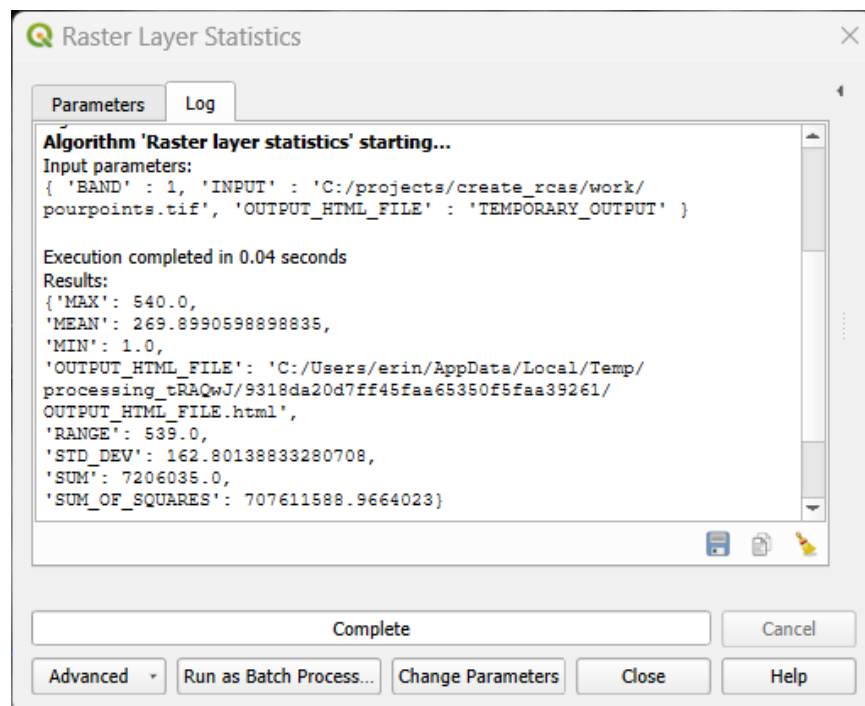 Raster Layer Statistics
Parameters
Log
Algorithm 'Raster layer statistics' starting...
Input parameters:
{ 'BAND' : 1, 'INPUT' : 'C:/projects/create_rcas/work/
pourpoints.tif', 'OUTPUT_HTML_FILE' : 'TEMPORARY_OUTPUT' }
Execution completed in 0.04 seconds
Results:
{'MAX': 540.0,
'MEAN': 269.8990598898835,
'MIN': 1.0,
'OUTPUT_HTML_FILE': 'C:/Users/erin/AppData/Local/Temp/
processing_tRAQwJ/9318da20d7ff45faa65350f5faa39261/
OUTPUT_HTML_FILE.html',
'RANGE': 539.0,
'STD_DEV': 162.80138833280708,
'SUM': 7206035.0,
'SUM_OF_SQUARES': 707611588.9664023}
Complete
Cancel
Advanced
Run as Batch Process...
Change Parameters
Close
Help